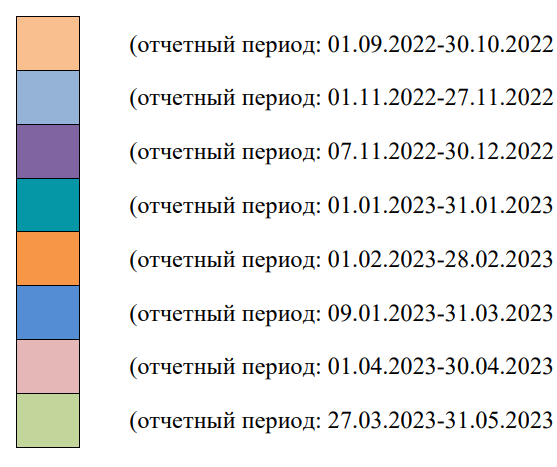 (отчетный период: 01.09.2022-30.10.2022
(отчетный период: 01.11.2022-27.11.2022
(отчетный период: 07.11.2022-30.12.2022
(отчетный период: 01.01.2023-31.01.2023
(отчетный период: 01.02.2023-28.02.2023
(отчетный период: 09.01.2023-31.03.2023
(отчетный период: 01.04.2023-30.04.2023
(отчетный период: 27.03.2023-31.05.2023